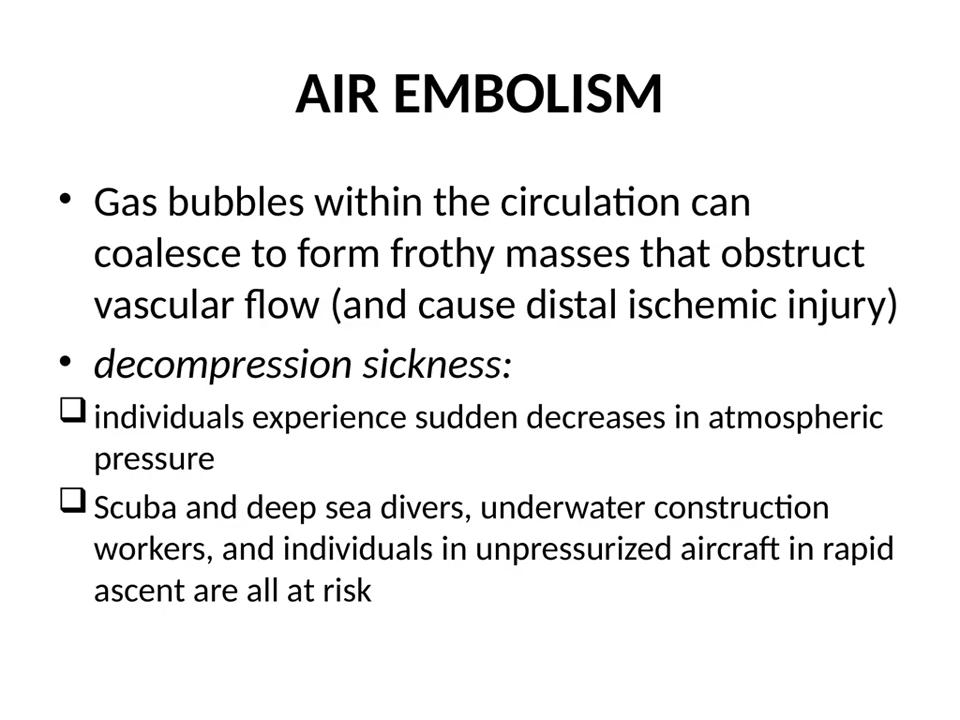 AIR EMBOLISM
• Gas bubbles within the circulation can
coalesce to form frothy masses that obstruct
vascular flow (and cause distal ischemic injury)
• decompression sickness:
❑ individuals experience sudden decreases in atmospheric
pressure
❑ Scuba and deep sea divers, underwater construction
workers, and individuals in unpressurized aircraft in rapid
ascent are all at risk